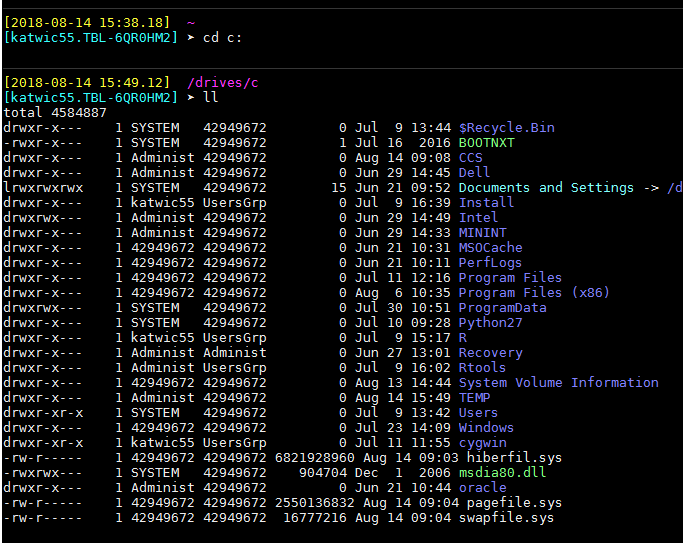 [2018-08-14 15:38.18]  ~
[katwic55.TBL-6QR0HM2] ➤ cd c:
[2018-08-14 15:49.12]  /drives/c
[katwic55.TBL-6QR0HM2] ➤ ll
total 4584887
drwxr-x---    1 SYSTEM   42949672         0 Jul  9 13:44 $Recycle.Bin
-rwxr-x---    1 SYSTEM   42949672         1 Jul 16  2016 BOOTNXT
drwxr-x---    1 Administ 42949672         0 Aug 14 09:08 CCS
drwxr-x---    1 Administ 42949672         0 Jun 29 14:45 Dell
lrwxrwxrwx    1 SYSTEM   42949672        15 Jun 21 09:52 Documents and Settings -> /d
drwxr-x---    1 katwic55 UsersGrp         0 Jul  9 16:39 Install
drwxrwx---    1 Administ 42949672         0 Jun 29 14:49 Intel
drwxr-x---    1 Administ 42949672         0 Jun 29 14:33 MININT
drwxr-x---    1 42949672 42949672         0 Jun 21 10:31 MSOCache
drwxr-x---    1 42949672 42949672         0 Jun 21 10:11 PerfLogs
drwxr-x---    1 42949672 42949672         0 Jul 11 12:16 Program Files
drwxr-x---    1 42949672 42949672         0 Aug  6 10:35 Program Files (x86)
drwxrwx---    1 SYSTEM   42949672         0 Jul 30 10:51 ProgramData
drwxr-x---    1 SYSTEM   42949672         0 Jul 10 09:28 Python27
drwxr-x---    1 katwic55 UsersGrp         0 Jul  9 15:17 R
drwxr-x---    1 Administ Administ         0 Jun 27 13:01 Recovery
drwxr-x---    1 Administ UsersGrp         0 Jul  9 16:02 Rtools
drwxr-x---    1 42949672 42949672         0 Aug 13 14:44 System Volume Information
drwxr-x---    1 Administ 42949672         0 Aug 14 15:49 TEMP
drwxr-xr-x    1 SYSTEM   42949672         0 Jul  9 13:42 Users
drwxr-x---    1 42949672 42949672         0 Jul 23 14:09 Windows
drwxr-xr-x    1 katwic55 UsersGrp         0 Jul 11 11:55 cygwin
-rw-r-----    1 42949672 42949672 6821928960 Aug 14 09:03 hiberfil.sys
-rwxrwx---    1 SYSTEM   42949672    904704 Dec  1  2006 msdia80.dll
drwxr-x---    1 Administ 42949672         0 Jun 21 10:44 oracle
-rw-r-----    1 42949672 42949672 2550136832 Aug 14 09:04 pagefile.sys
-rw-r-----    1 42949672 42949672  16777216 Aug 14 09:04 swapfile.sys